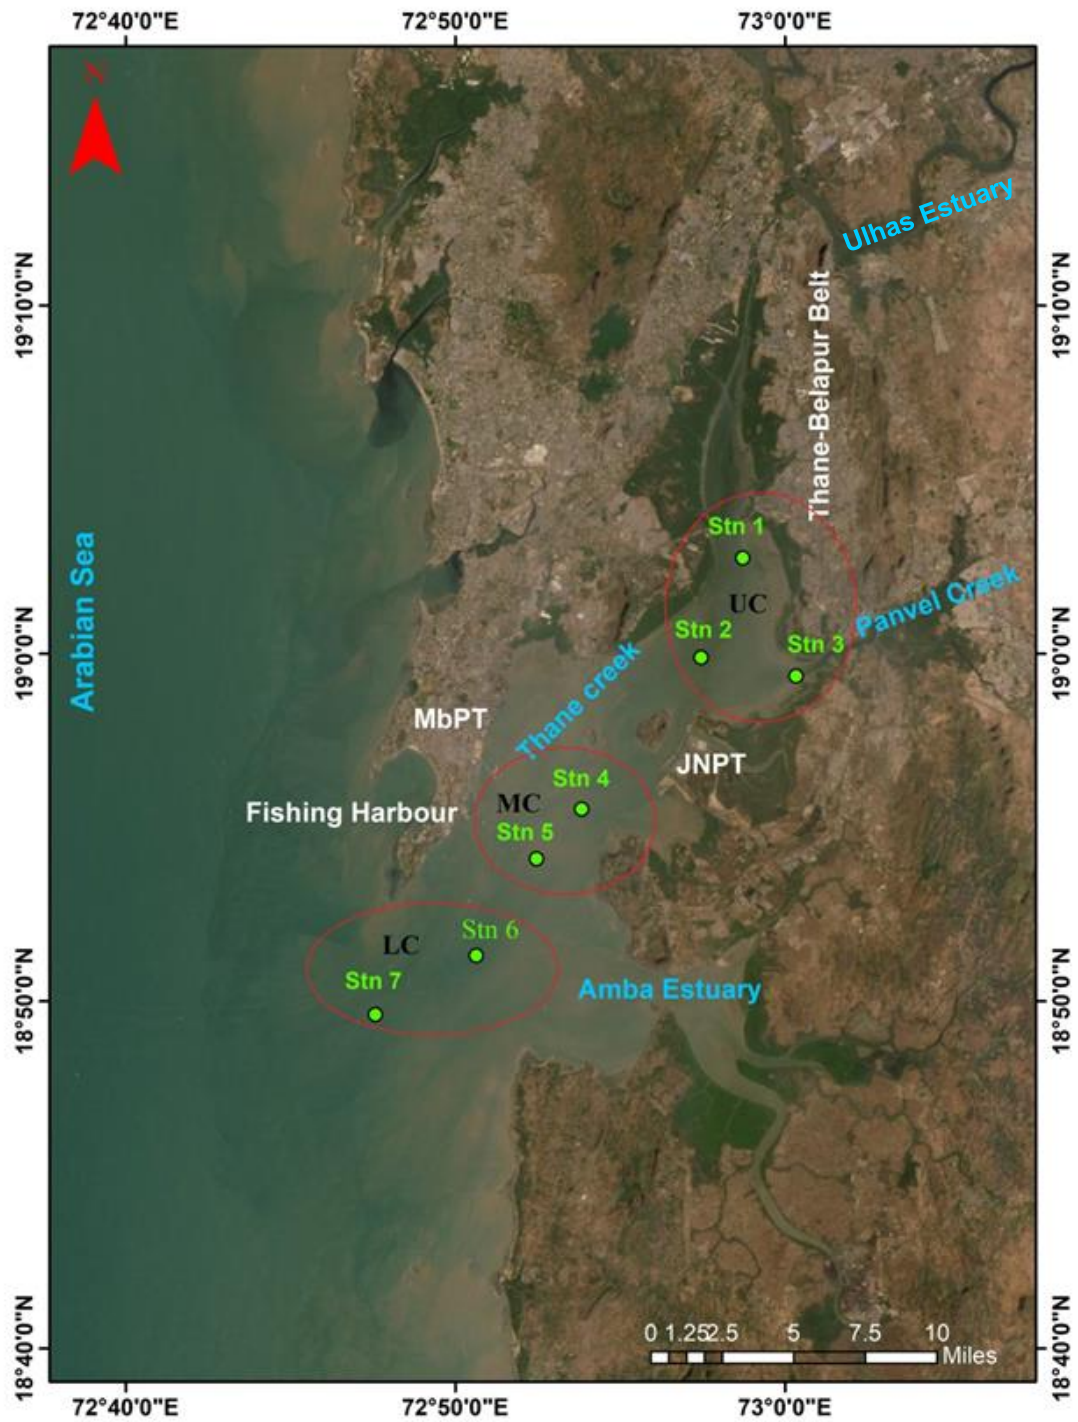 72°40'0"E 72°50'0"E 73°0'0"E
N
Ulhas Estuary
19°10'0"N 19°10'0"N
Thane-Belapur Belt
Stn 1
Arabian Sea
Panvel Creek
UC
Stn 2
Stn 3
19°0'0"N 19°0'0"N
Thane creek
MbPT
JNPT
Stn 4
MC
Fishing Harbour
Stn 5
Stn 6
LC
Stn 7
Amba Estuary
18°50'0"N 18°50'0"N
0 1.25 2.5 5 7.5 10
Miles
18°40'0"N 18°40'0"N
72°40'0"E 72°50'0"E 73°0'0"E